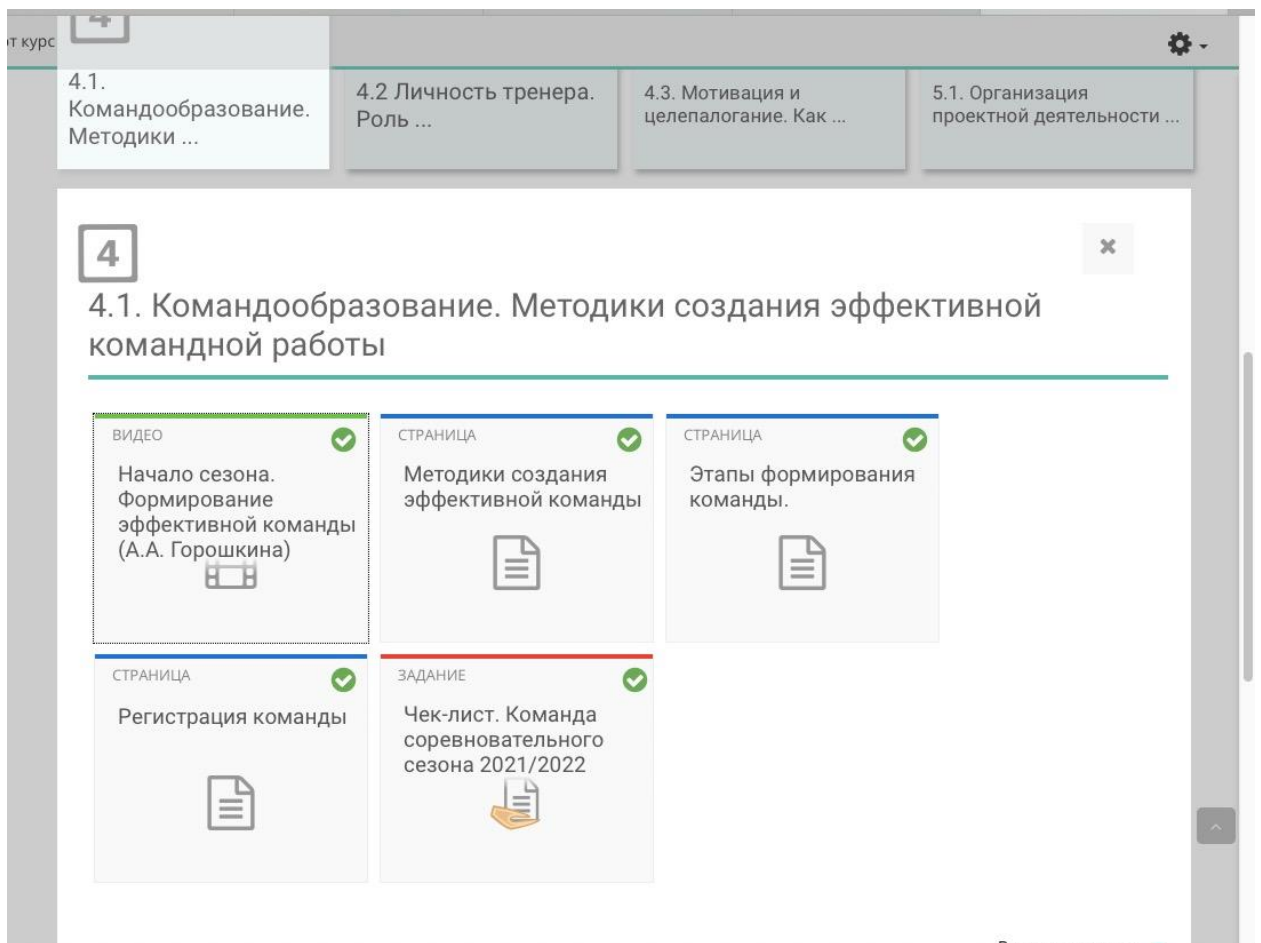 от курс
4
4.1.
Командообразование.
Методики ...
4.2 Личность тренера.
Роль ...
4.3. Мотивация и
целепалогание. Как ...
5.1. Организация
проектной деятельности ...
4
4.1. Командообразование. Методики создания эффективной
командной работы
ВИДЕО
Начало сезона.
Формирование
эффективной команды
(А.А. Горошкина)
СТРАНИЦА
Методики создания
эффективной команды
СТРАНИЦА
Этапы формирования
команды.
СТРАНИЦА
Регистрация команды
ЗАДАНИЕ
Чек-лист. Команда
соревновательного
сезона 2021/2022